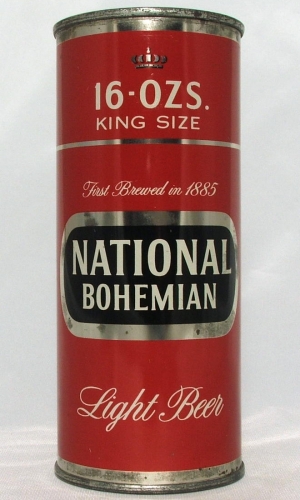 16-OZS.
KING SIZE
First Brewed in 1885
NATIONAL
BOHEMIAN
Light Beer